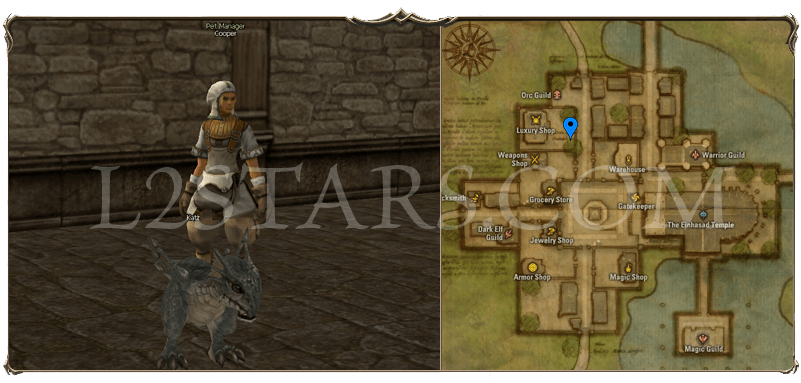 Pet Manager
Cooper
Katz
L2STARS.COM
Orc Guild
Luxury Shop
Weapons
Shop
Warehouse
Warrior Guild
cksmith
Grocery Store
Gatekeeper
The Einhasad Temple
Dark Elf
Guild
Jewelry Shop
Armor Shop
Magic Shop
Magic Guild